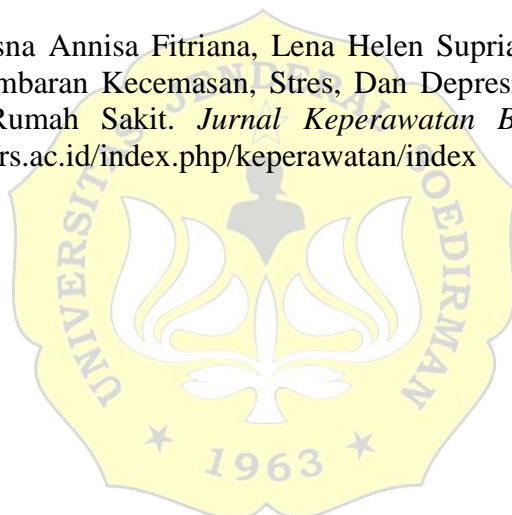 sna Annisa Fitriana, Lena Helen Supria
mbaran Kecemasan, Stres, Dan Depres
Rumah Sakit. Jurnal Keperawatan B
rs.ac.id/index.php/keperawatan/index
UNIVERSITAS JENDERAL SOEDIRMAN
1963